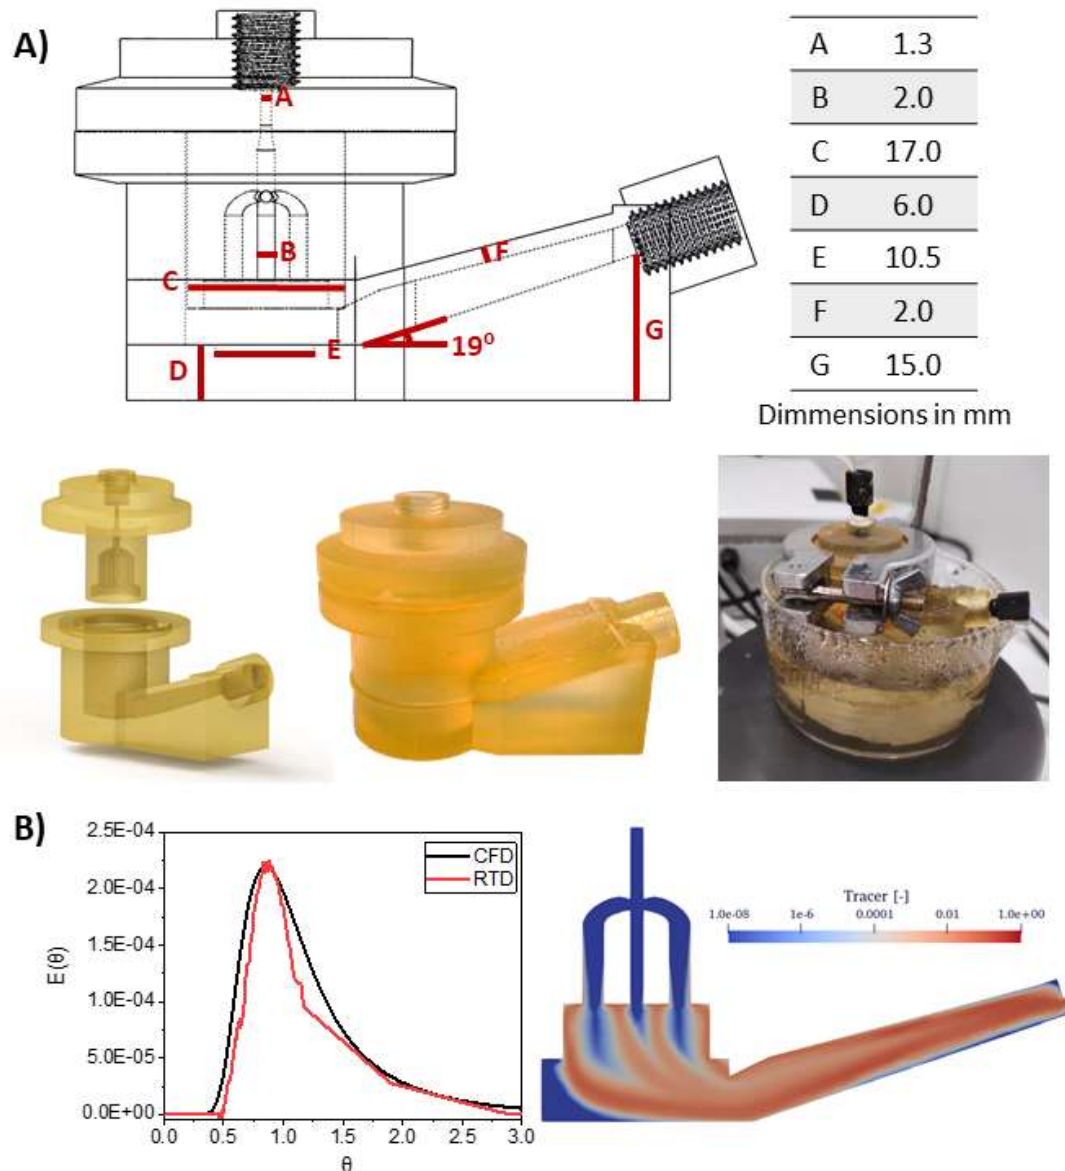 A)
A
B
C
F
G
D
E
19º
A 1.3
B 2.0
C 17.0
D 6.0
E 10.5
F 2.0
G 15.0
Dimmensions in mm
B)
2.5E-04
2.0E-04
1.5E-04
1.0E-04
5.0E-05
0.0E+00
E(θ)
CFD
RTD
0.0 0.5 1.0 1.5 2.0 2.5 3.0
θ
Tracer [-]
1.0e-08 1e-6 0.0001 0.01 1.0e+00